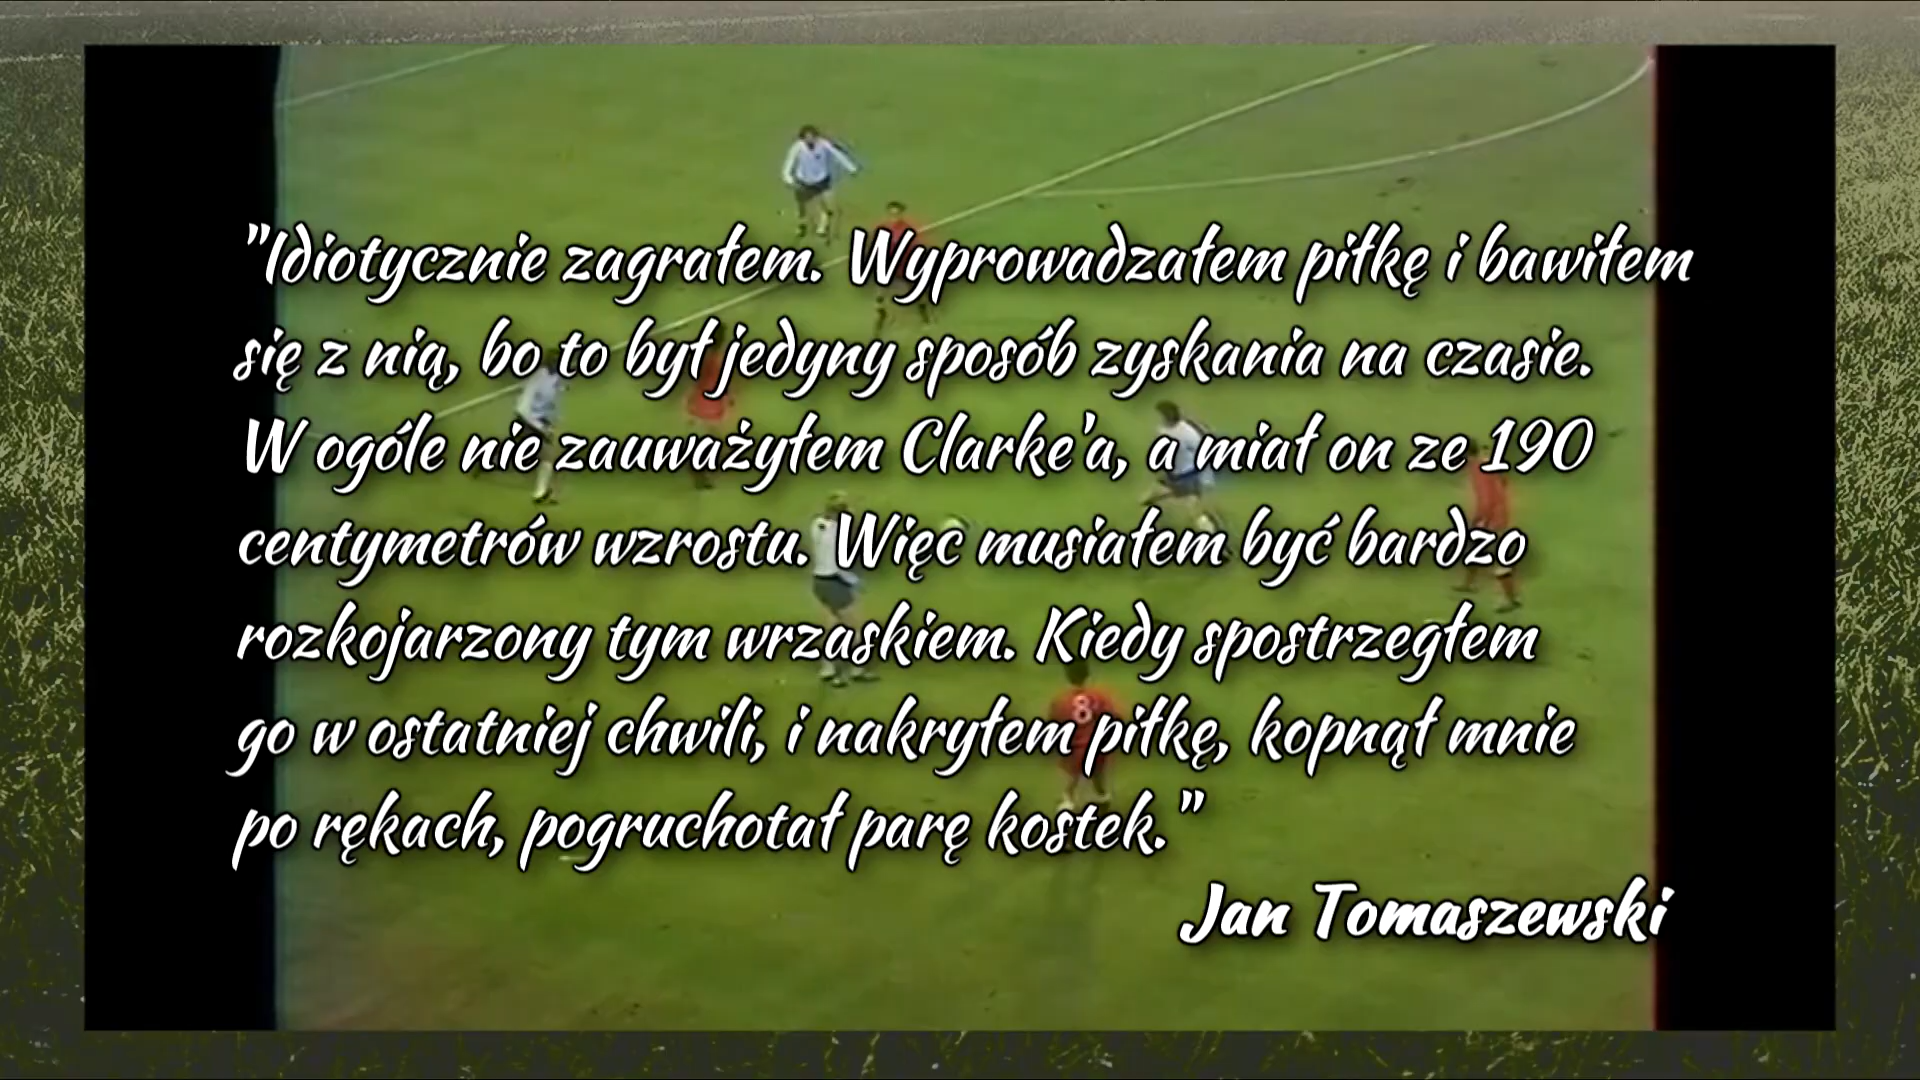 "Idiotycznie zagrałem. Wyprowadzałem piłkę i bawiłem
się z nią, bo to był jedyny sposób zyskania na czasie.
W ogóle nie zauważyłem Clarke'a, a miał on ze 190
centymetrów wzrostu. Więc musiałem być bardzo
rozkojarzony tym wrzaskiem. Kiedy spostrzegłem
go w ostatniej chwili, i nakryłem piłkę, kopnął mnie
po rękach, pogruchotał parę kostek."
Jan Tomaszewski
8